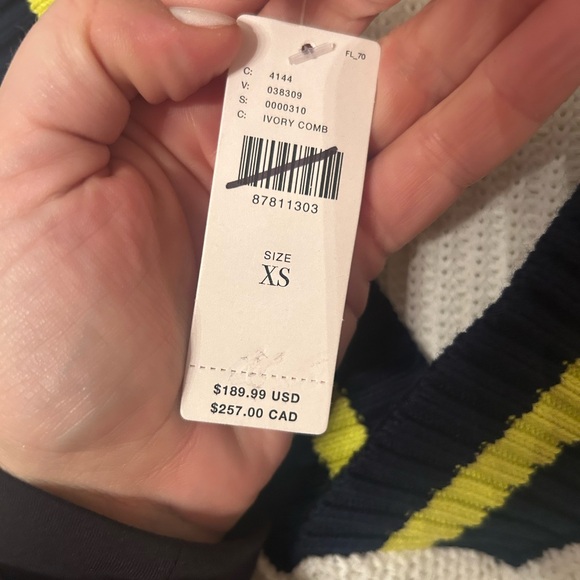 FL_70
C: 4144
V: 038309
S: 0000310
C: IVORY COMB
87811303
SIZE
XS
$189.99 USD
$257.00 CAD